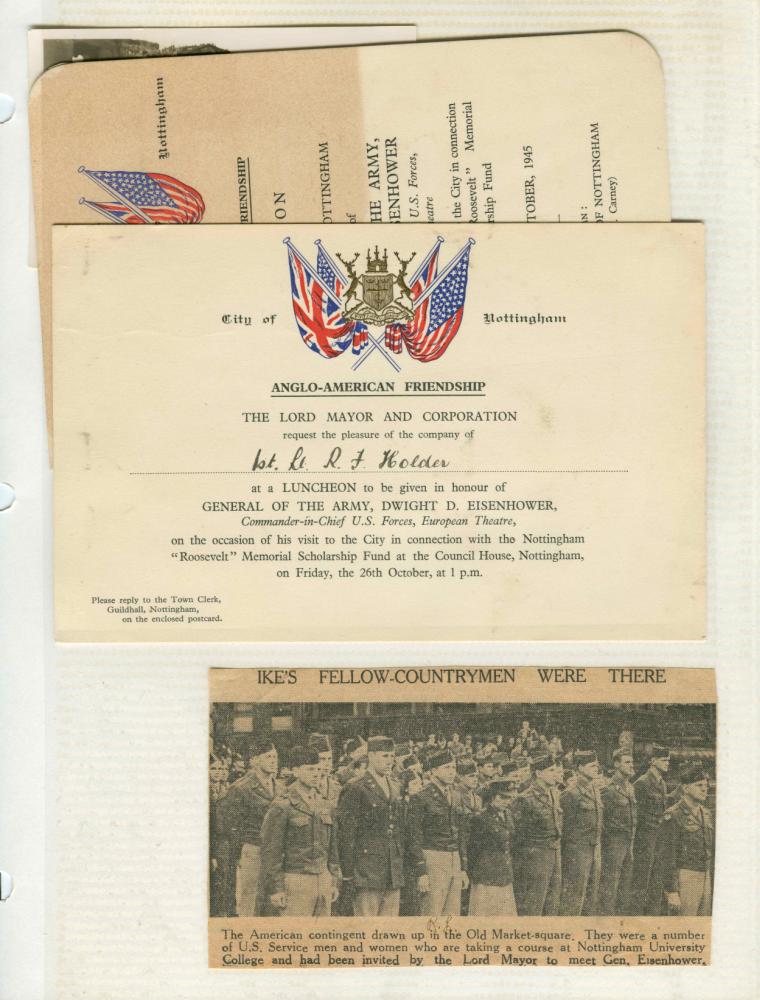 Nottingham
FRIENDSHIP
ON
OTTINGHAM
of
HE ARMY,
SENHOWER
U.S. Forces,
eatre
the City in connection
Roosevelt" Memorial
rship Fund
TOBER, 1945
N :
OF NOTTINGHAM
. Carney)
City of Nottingham
ANGLO-AMERICAN FRIENDSHIP
THE LORD MAYOR AND CORPORATION
request the pleasure of the company of
1st. Lt. R. F. Holder
at a LUNCHEON to be given in honour of
GENERAL OF THE ARMY, DWIGHT D. EISENHOWER,
Commander-in-Chief U.S. Forces, European Theatre,
on the occasion of his visit to the City in connection with the Nottingham
"Roosevelt" Memorial Scholarship Fund at the Council House, Nottingham,
on Friday, the 26th October, at 1 p.m.
Please reply to the Town Clerk,
Guildhall, Nottingham,
on the enclosed postcard.
IKE'S FELLOW-COUNTRYMEN WERE THERE
The American contingent drawn up in the Old Market-square. They were a number
of U.S. Service men and women who are taking a course at Nottingham University
College and had been invited by the Lord Mayor to meet Gen. Eisenhower.